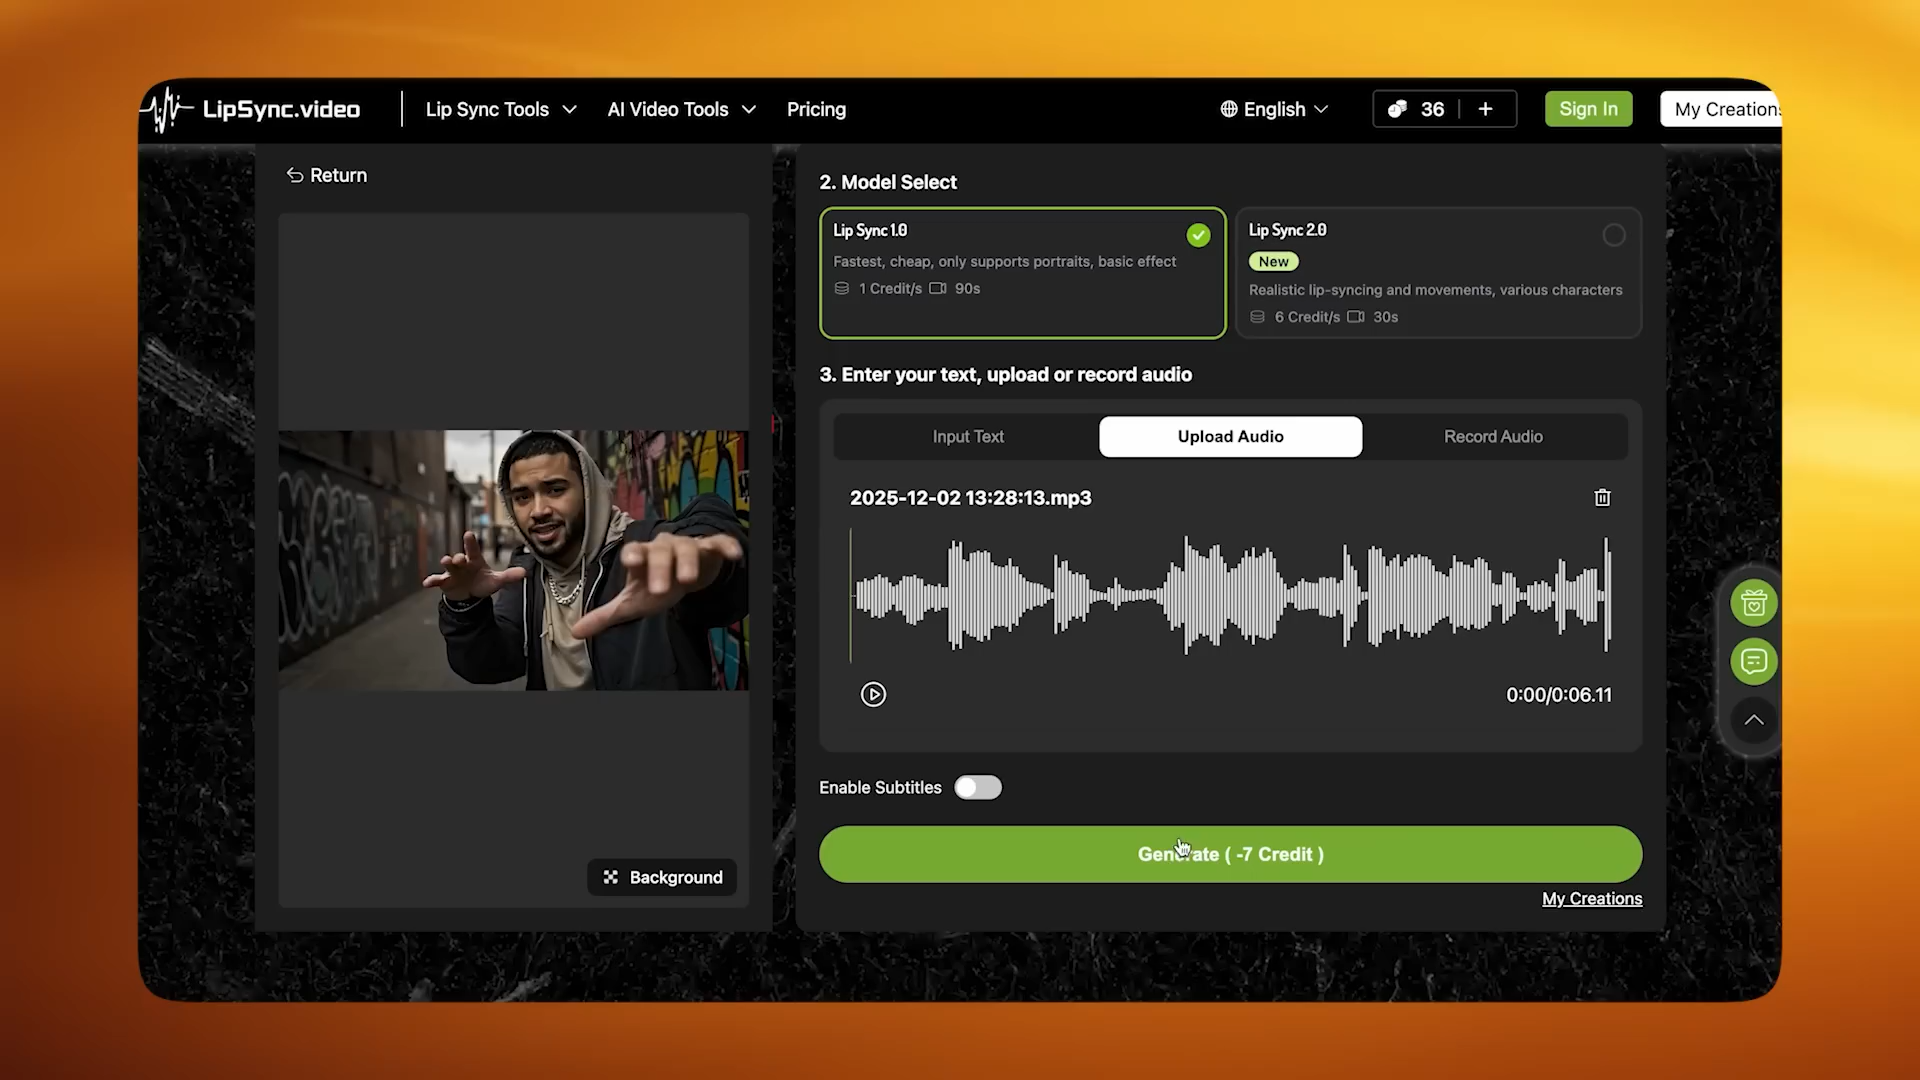 LipSync.video
Lip Sync Tools
AI Video Tools
Pricing
English
36
+
Sign In
My Creations
Return
2. Model Select
Lip Sync 1.0
Fastest, cheap, only supports portraits, basic effect
1 Credit/s 90s
Lip Sync 2.0
New
Realistic lip-syncing and movements, various characters
6 Credit/s 30s
3. Enter your text, upload or record audio
Input Text
Upload Audio
Record Audio
2025-12-02 13:28:13.mp3
0:00/0:06.11
Enable Subtitles
Generate ( -7 Credit )
Background
My Creations